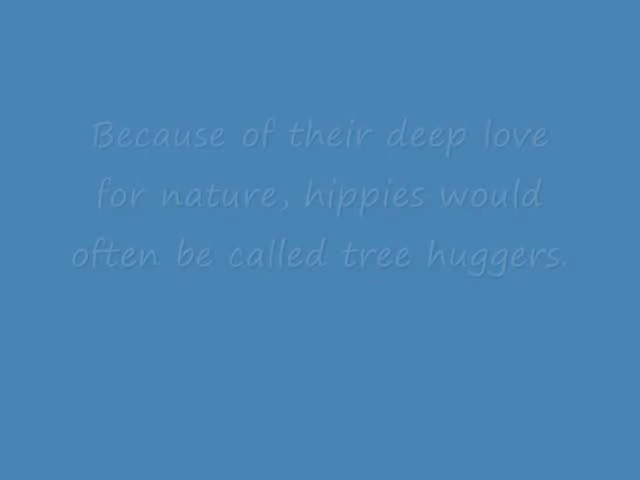 Because of their deep love
for nature, hippies would
often be called tree huggers.